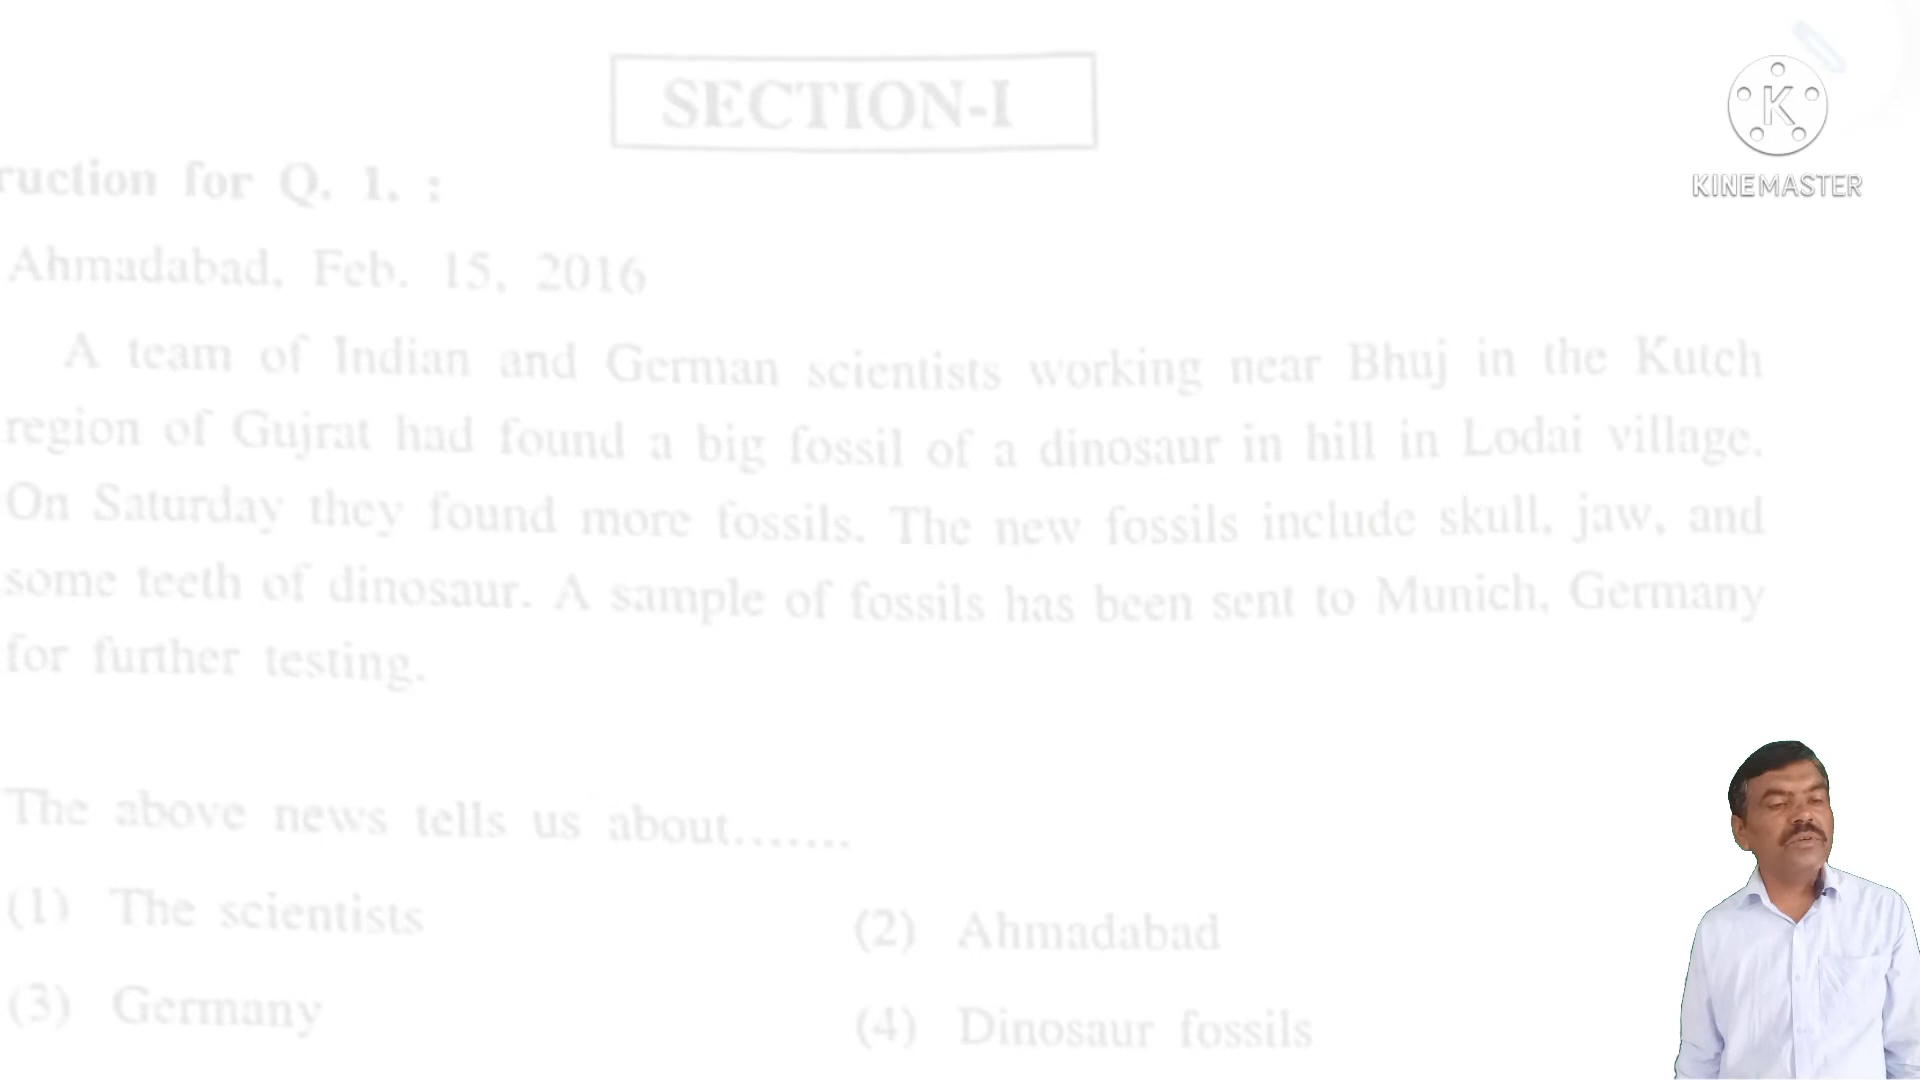 SECTION-I
ruction for Q. 1. :
Ahmadabad, Feb. 15, 2016
A team of Indian and German scientists working near Bhuj in the Kutch
region of Gujrat had found a big fossil of a dinosaur in hill in Lodai village.
On Saturday they found more fossils. The new fossils include skull, jaw, and
some teeth of dinosaur. A sample of fossils has been sent to Munich, Germany
for further testing.
The above news tells us about.......
(1) The scientists (2) Ahmadabad
(3) Germany (4) Dinosaur fossils
K
KINEMASTER